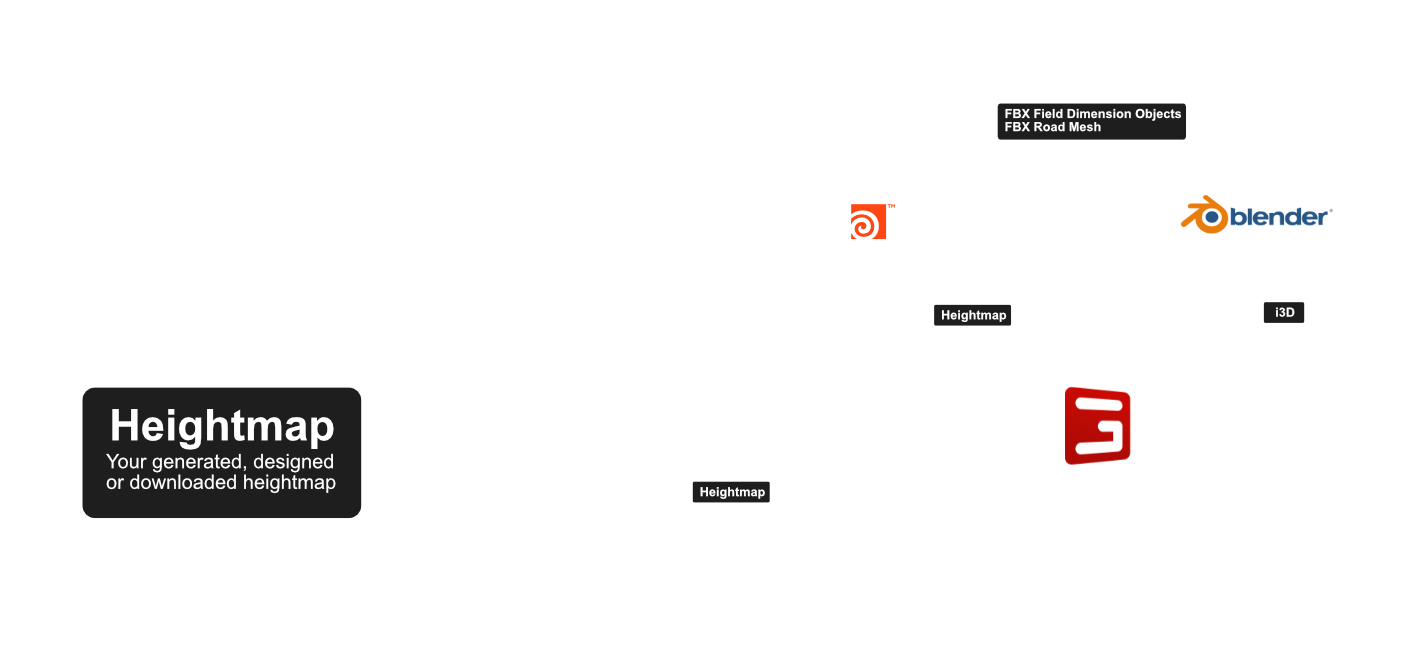 FBX Field Dimension Objects
FBX Road Mesh
™
blender®
Heightmap
i3D
Heightmap
Your generated, designed
or downloaded heightmap
Heightmap